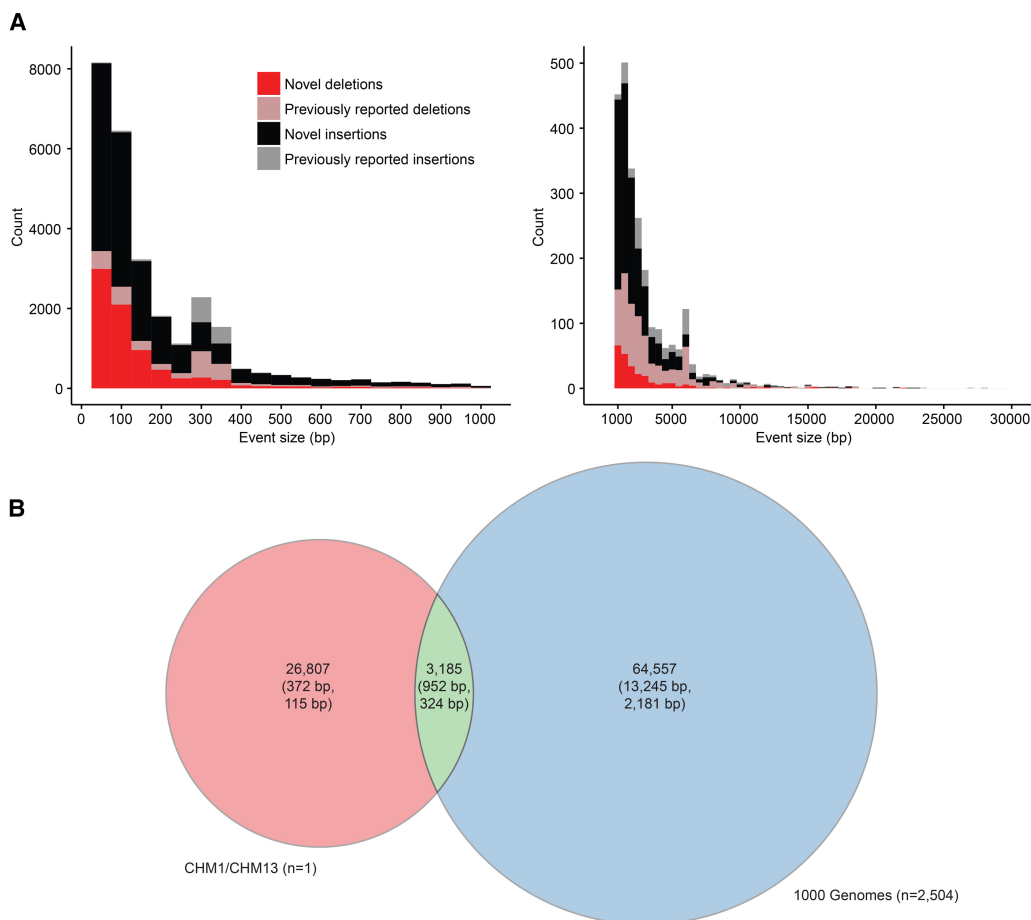 A
8000
6000
4000
2000
0
Count
0 100 200 300 400 500 600 700 800 900 1000
Event size (bp)
Novel deletions
Previously reported deletions
Novel insertions
Previously reported insertions
500
400
300
200
100
0
Count
1000 5000 10000 15000 20000 25000 30000
Event size (bp)
B
26,807
(372 bp,
115 bp)
3,185
(952 bp,
324 bp)
64,557
(13,245 bp,
2,181 bp)
CHM1/CHM13 (n=1)
1000 Genomes (n=2,504)